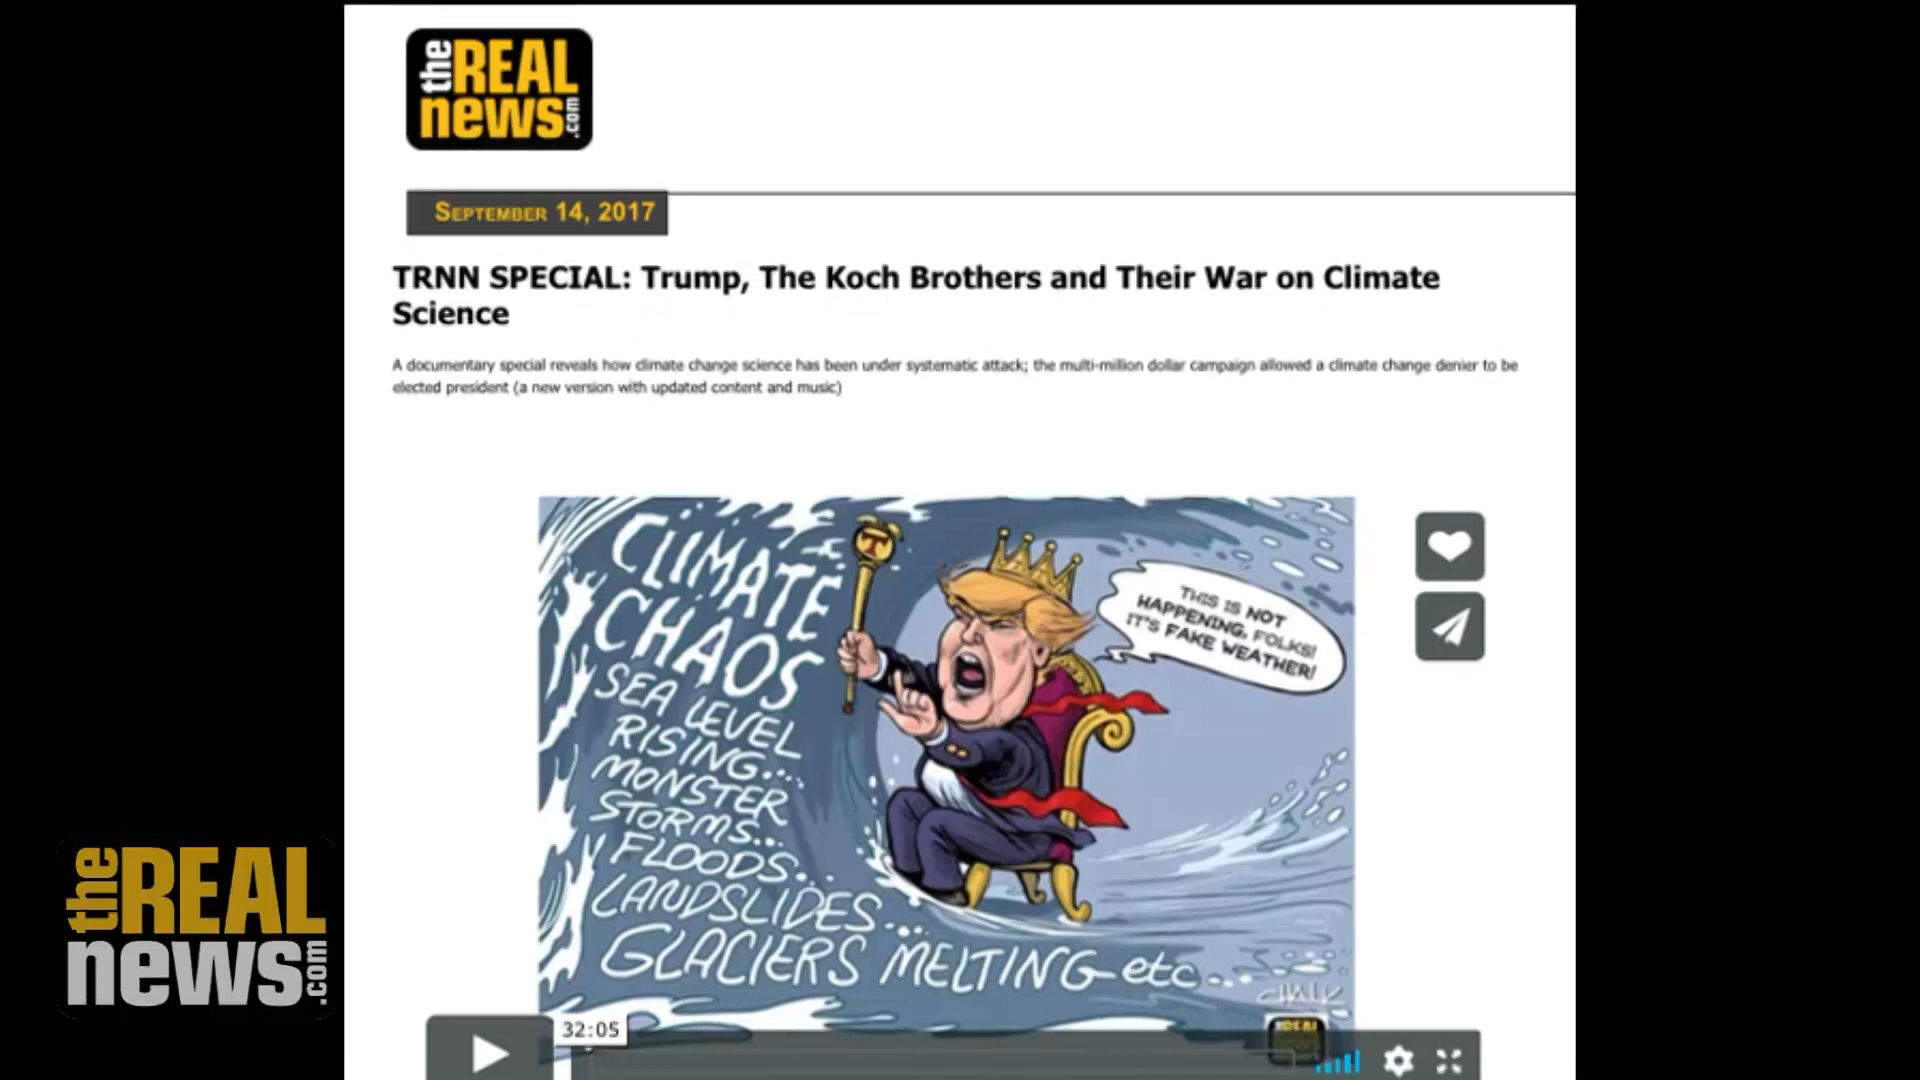 the REAL news.com
September 14, 2017
TRNN SPECIAL: Trump, The Koch Brothers and Their War on Climate
Science
A documentary special reveals how climate change science has been under systematic attack; the multi-million dollar campaign allowed a climate change denier to be
elected president (a new version with updated content and music)
CLIMATE
CHAOS
SEA LEVEL
RISING...
MONSTER
STORMS...
FLOODS...
LANDSLIDES...
GLACIERS MELTING etc...
T
THIS IS NOT
HAPPENING, FOLKS!
IT'S FAKE WEATHER!
CHALK
the REAL news
32:05
the REAL
news.com